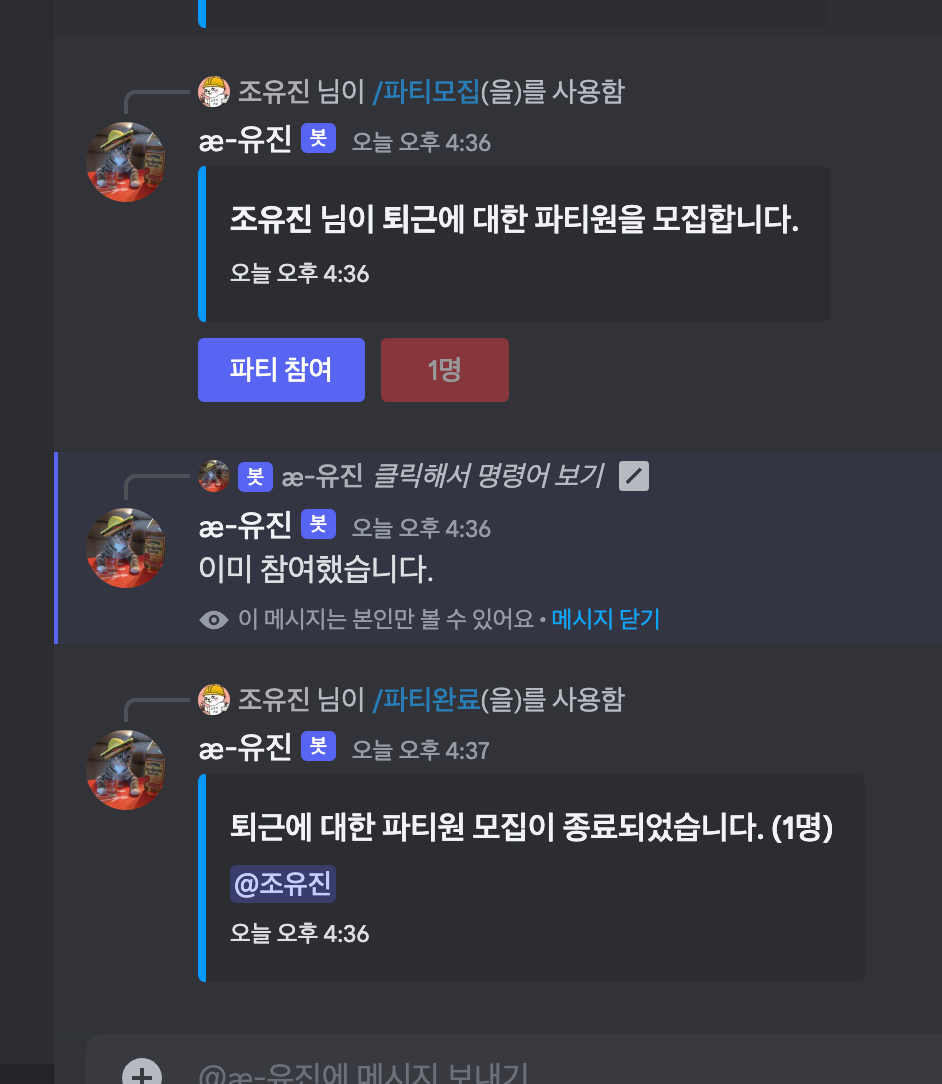 조유진 님이 /파티모집(을)를 사용함
æ-유진 봇 오늘 오후 4:36
조유진 님이 퇴근에 대한 파티원을 모집합니다.
오늘 오후 4:36
파티 참여 1명
봇 æ-유진 클릭해서 명령어 보기
æ-유진 봇 오늘 오후 4:36
이미 참여했습니다.
이 메시지는 본인만 볼 수 있어요 • 메시지 닫기
조유진 님이 /파티완료(을)를 사용함
æ-유진 봇 오늘 오후 4:37
퇴근에 대한 파티원 모집이 종료되었습니다. (1명)
@조유진
오늘 오후 4:36
@æ-유진에 메시지 보내기